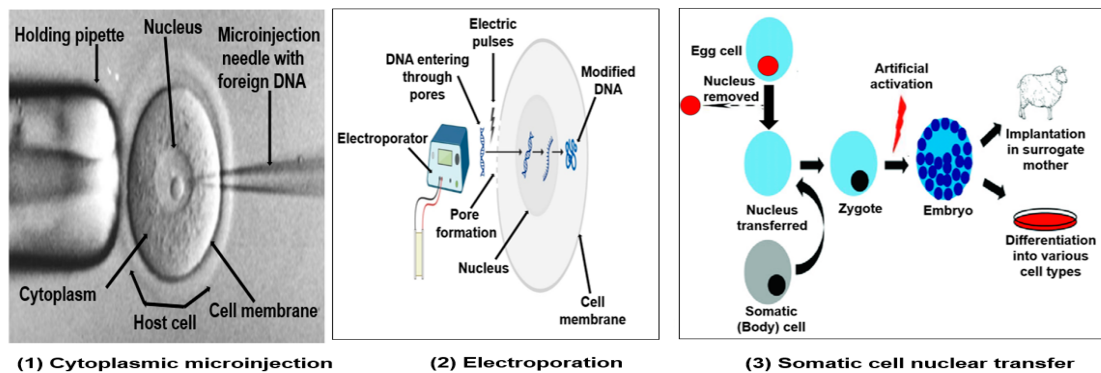 Holding pipette
Nucleus
Microinjection
needle with
foreign DNA
Cytoplasm
Host cell
Cell membrane
(1) Cytoplasmic microinjection
Electric
pulses
DNA entering
through
pores
Modified
DNA
Electroporator
Pore
formation
Nucleus
Cell
membrane
(2) Electroporation
Egg cell
Nucleus
removed
Artificial
activation
Nucleus
transferred
Zygote
Embryo
Implantation
in surrogate
mother
Differentiation
into various
cell types
Somatic
(Body) cell
(3) Somatic cell nuclear transfer